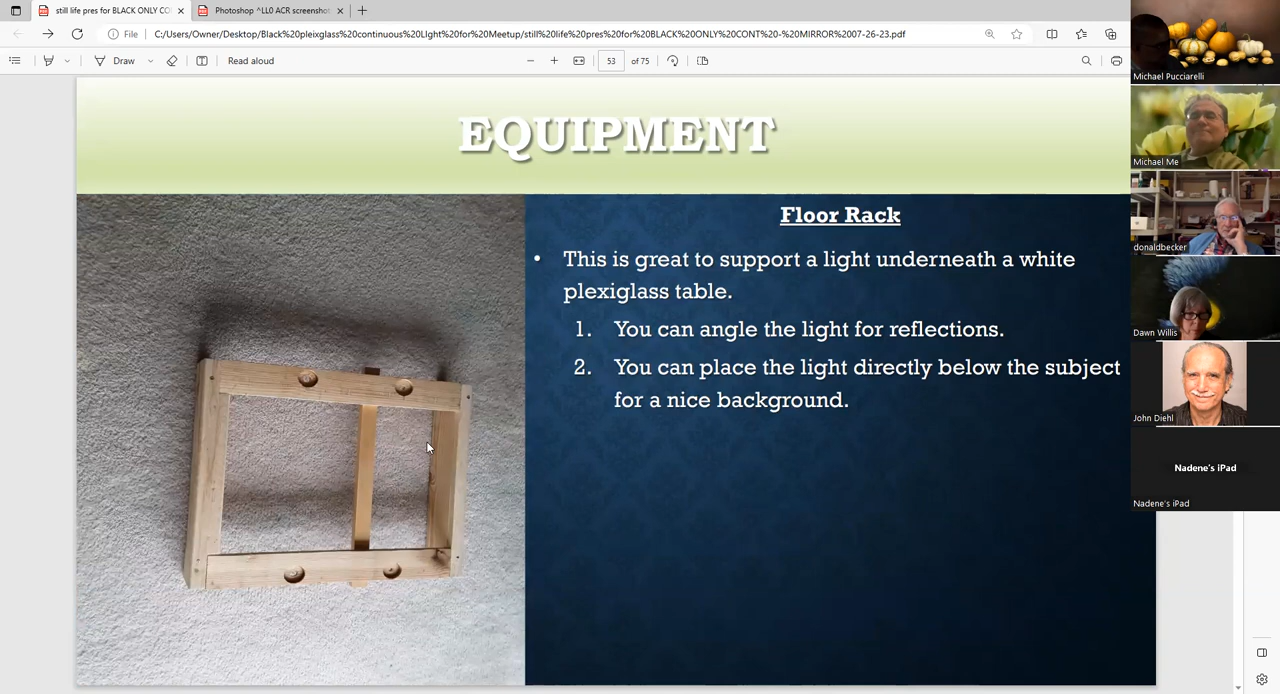 still life pres for BLACK ONLY CO
Photoshop ^LL0 ACR screenshot
File
C:/Users/Owner/Desktop/Black%20pleixglass%20continuous%20LIght%20for%20Meetup/still%20life%20pres%20for%20BLACK%20ONLY%20CONT%20-%20MIRROR%2007-26-23.pdf
Draw
Read aloud
53 of 75
EQUIPMENT
Floor Rack
• This is great to support a light underneath a white
plexiglass table.
1. You can angle the light for reflections.
2. You can place the light directly below the subject
for a nice background.
Michael Pucciarelli
Michael Me
donaldbecker
Dawn Willis
John Diehl
Nadene's iPad
Nadene's iPad